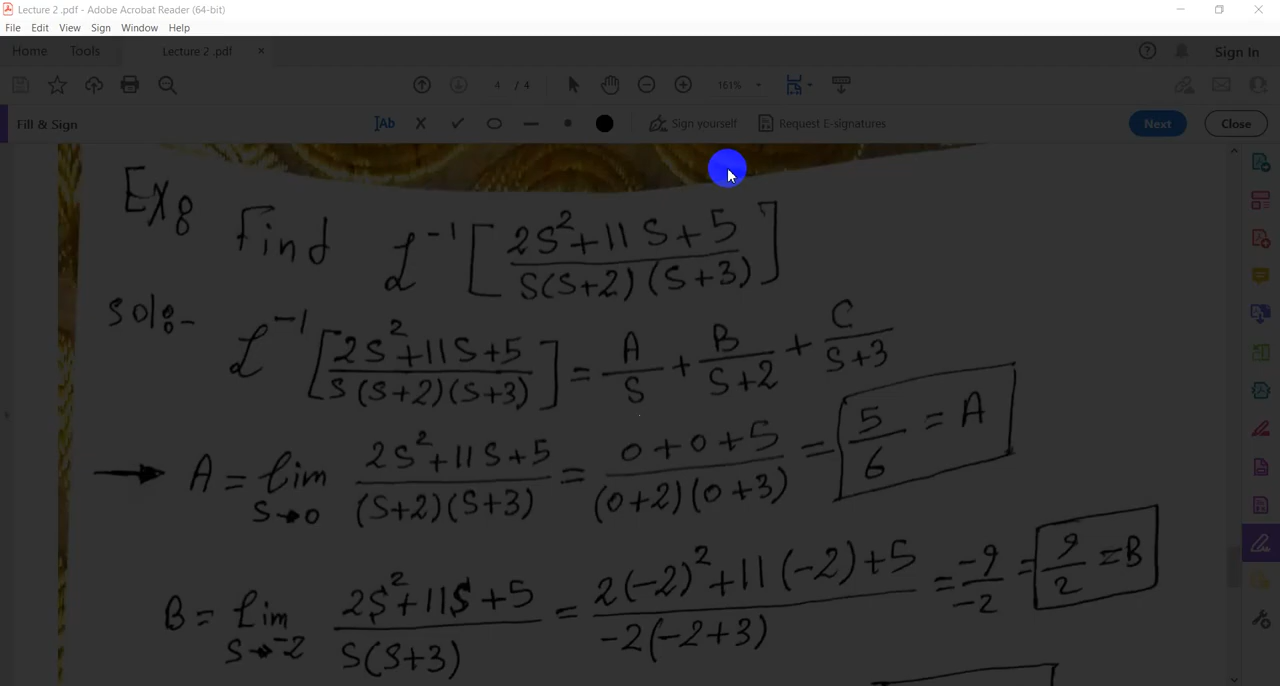 Lecture 2 .pdf - Adobe Acrobat Reader (64-bit)
File Edit View Sign Window Help
Home Tools Lecture 2 .pdf × Sign In
4 / 4 161%
Fill & Sign Ab Sign yourself Request E-signatures Next Close
Ex8 Find ℒ⁻¹[(2S²+11S+5)/(S(S+2)(S+3))]
Sol:-
ℒ⁻¹[(2S²+11S+5)/(S(S+2)(S+3))] = A/S + B/(S+2) + C/(S+3)
→ A = lim S→0 (2S²+11S+5)/((S+2)(S+3)) = (0+0+5)/((0+2)(0+3)) = 5/6 = A
B = lim S→-2 (2S²+11S+5)/(S(S+3)) = (2(-2)²+11(-2)+5)/(-2(-2+3)) = -9/-2 = 9/2 = B